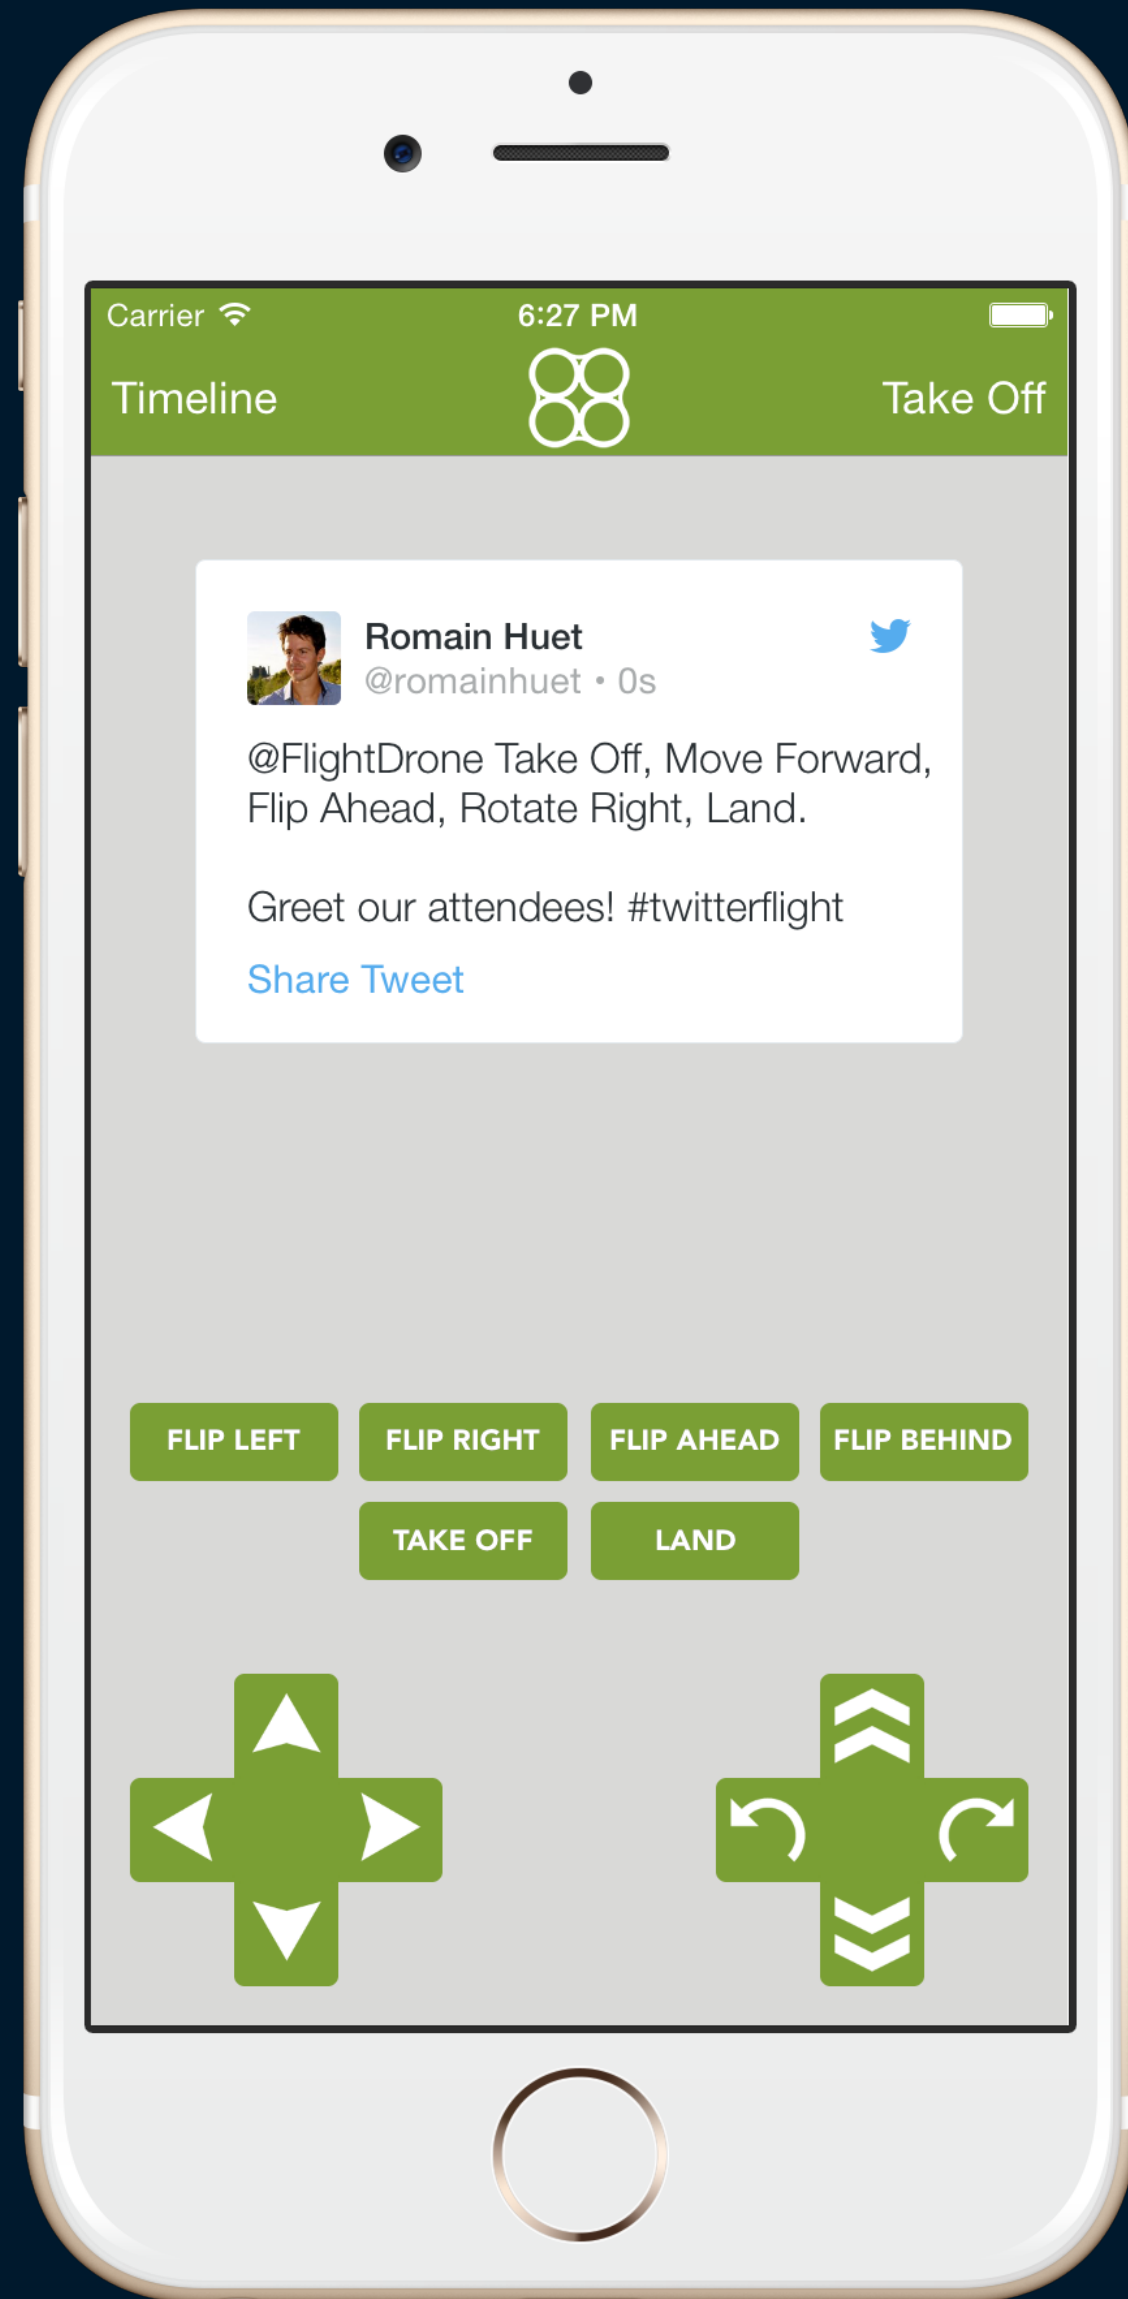 Carrier
6:27 PM
Timeline
Take Off
Romain Huet
@romainhuet • 0s
@FlightDrone Take Off, Move Forward,
Flip Ahead, Rotate Right, Land.
Greet our attendees! #twitterflight
Share Tweet
FLIP LEFT
FLIP RIGHT
FLIP AHEAD
FLIP BEHIND
TAKE OFF
LAND